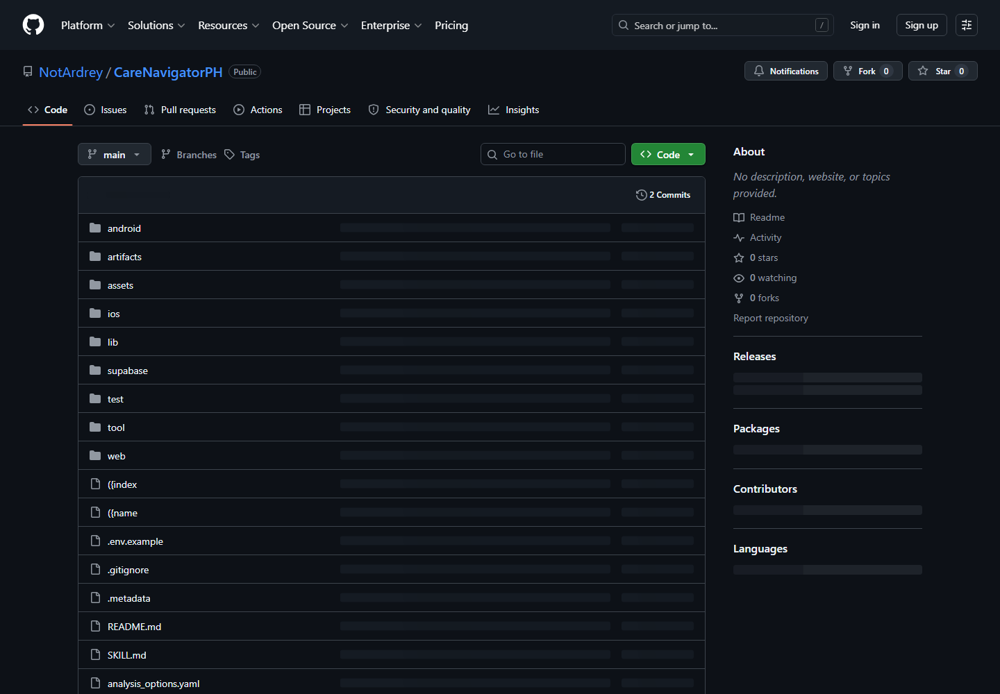 Platform Solutions Resources Open Source Enterprise Pricing Search or jump to... / Sign in Sign up
NotArdrey / CareNavigatorPH Public Notifications Fork 0 Star 0
Code Issues Pull requests Actions Projects Security and quality Insights
main Branches Tags Go to file Code
2 Commits
android
artifacts
assets
ios
lib
supabase
test
tool
web
({index
({name
.env.example
.gitignore
.metadata
README.md
SKILL.md
analysis_options.yaml
About
No description, website, or topics
provided.
Readme
Activity
0 stars
0 watching
0 forks
Report repository
Releases
Packages
Contributors
Languages